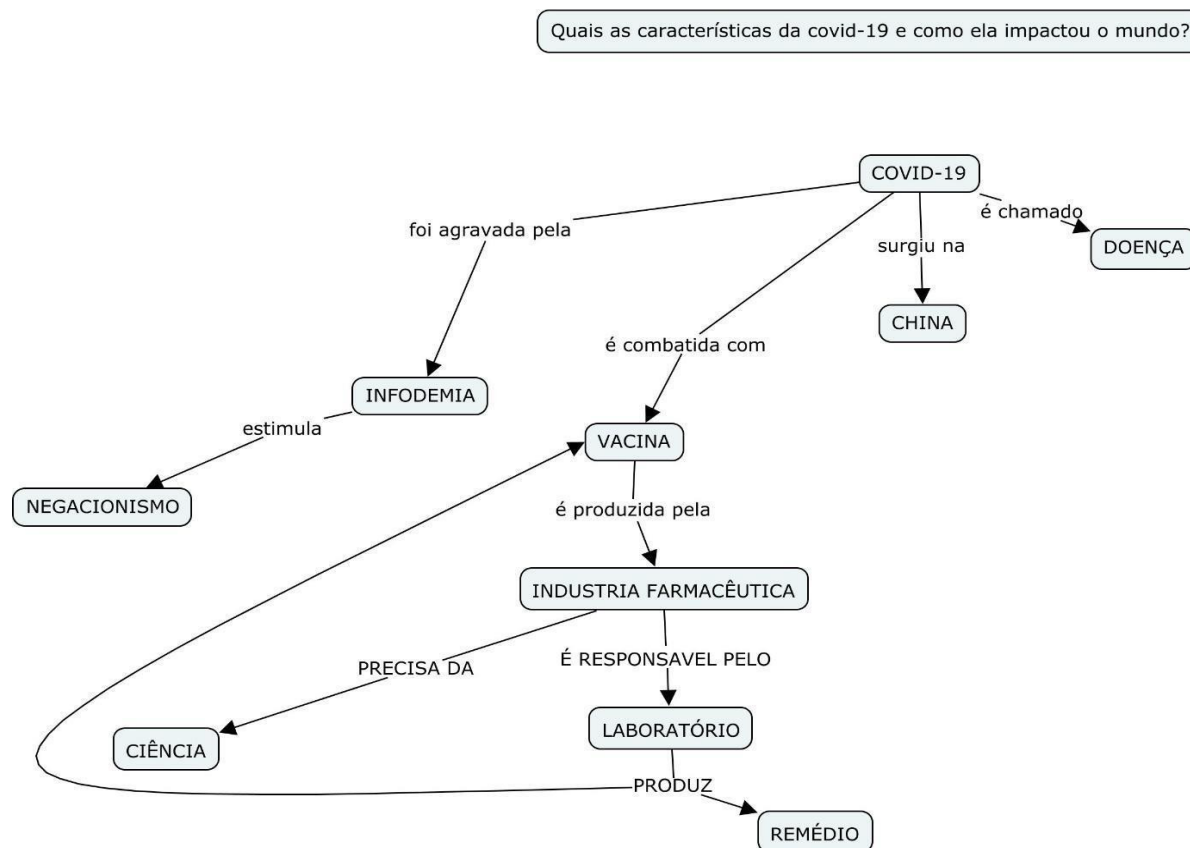 Quais as características da covid-19 e como ela impactou o mundo?
COVID-19
é chamado
foi agravada pela
surgiu na
DOENÇA
CHINA
é combatida com
INFODEMIA
estimula
VACINA
NEGACIONISMO
é produzida pela
INDUSTRIA FARMACÊUTICA
PRECISA DA
É RESPONSAVEL PELO
LABORATÓRIO
CIÊNCIA
PRODUZ
REMÉDIO